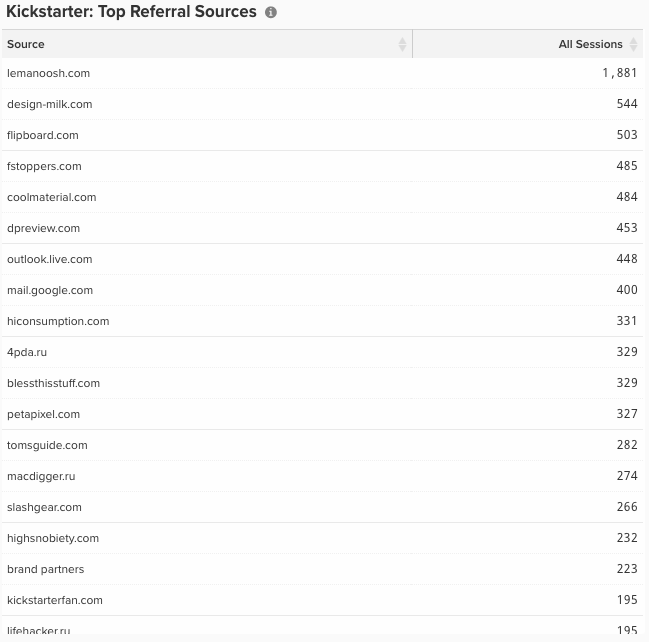 Kickstarter: Top Referral Sources
Source All Sessions
lemanoosh.com 1,881
design-milk.com 544
flipboard.com 503
fstoppers.com 485
coolmaterial.com 484
dpreview.com 453
outlook.live.com 448
mail.google.com 400
hiconsumption.com 331
4pda.ru 329
blessthisstuff.com 329
petapixel.com 327
tomsguide.com 282
macdigger.ru 274
slashgear.com 266
highsnobiety.com 232
brand partners 223
kickstarterfan.com 195
lifehacker.ru 195